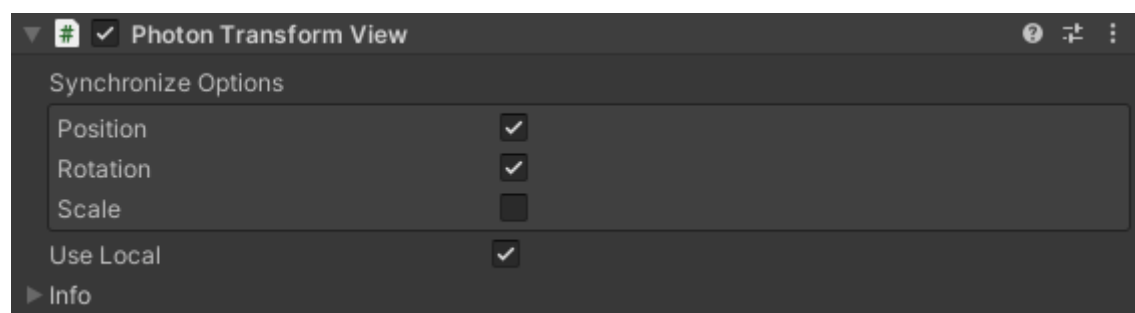 # Photon Transform View
Synchronize Options
Position
Rotation
Scale
Use Local
Info